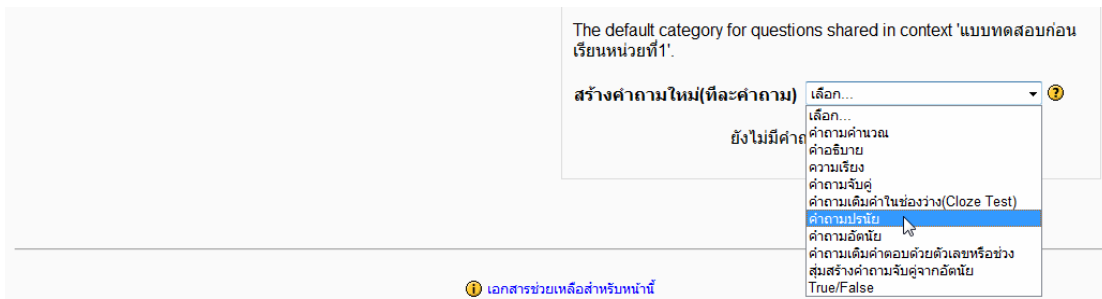 The default category for questions shared in context 'แบบทดสอบก่อน
เรียนหน่วยที่1'.
สร้างคำถามใหม่(ทีละคำถาม) เลือก...
เลือก...
ยังไม่มี
คำถามคำนวณ
คำอธิบาย
ความเรียง
คำถามจับคู่
คำถามเติมคำในช่องว่าง(Cloze Test)
คำถามปรนัย
คำถามอัตนัย
คำถามเติมคำตอบด้วยตัวเลขหรือช่วง
สุ่มสร้างคำถามจับคู่จากอัตนัย
True/False
เอกสารช่วยเหลือสำหรับหน้านี้